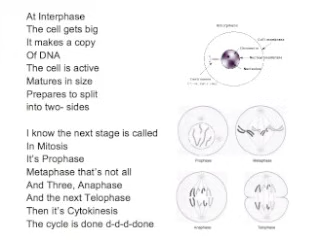 At Interphase
The cell gets big
It makes a copy
Of DNA
The cell is active
Matures in size
Prepares to split
into two- sides
I know the next stage is called
In Mitosis
It's Prophase
Metaphase that's not all
And Three, Anaphase
And the next Telophase
Then it's Cytokinesis
The cycle is done d-d-d-done
Interphase
Cell membrane
Prophase
Metaphase
Anaphase
Telophase